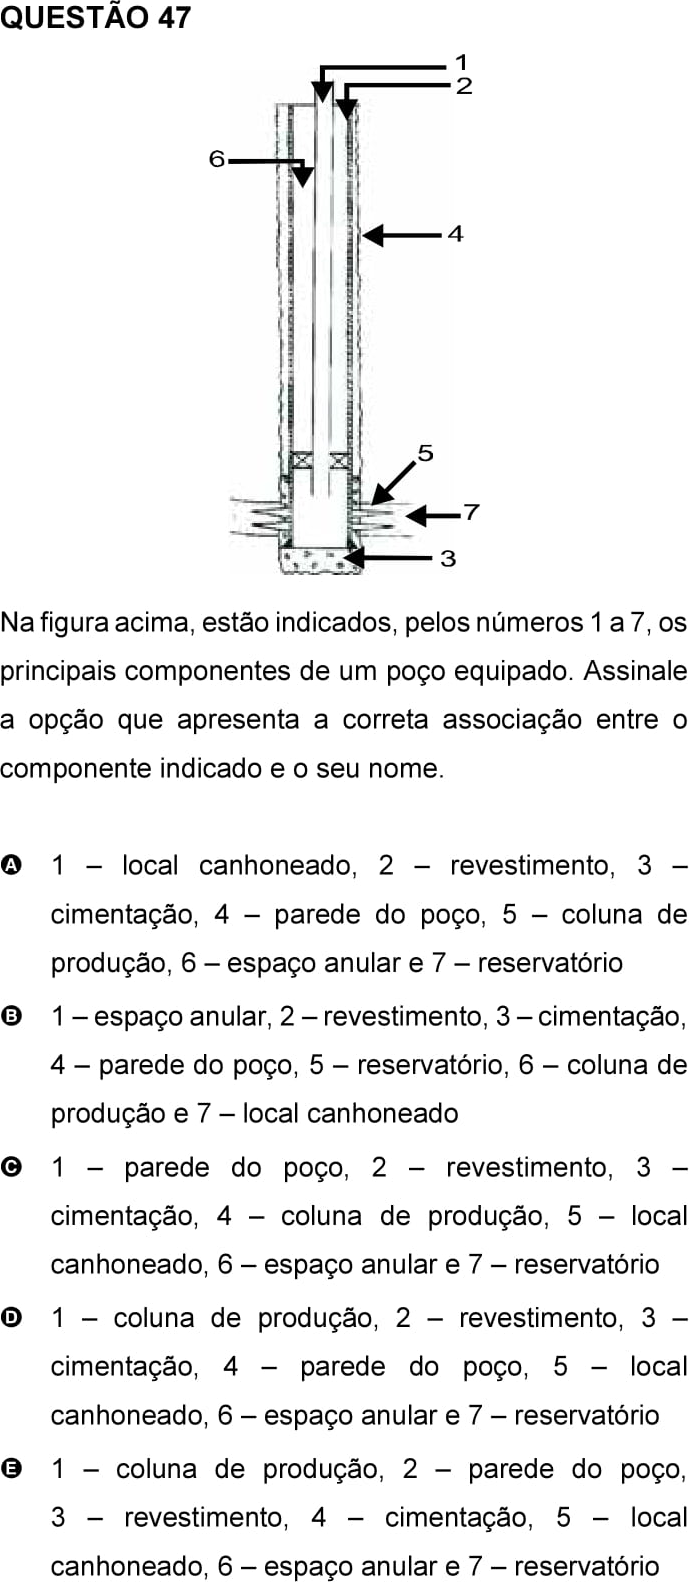 QUESTÃO 47
1
2
6
4
5
7
3
Na figura acima, estão indicados, pelos números 1 a 7, os
principais componentes de um poço equipado. Assinale
a opção que apresenta a correta associação entre o
componente indicado e o seu nome.
A 1 – local canhoneado, 2 – revestimento, 3 –
cimentação, 4 – parede do poço, 5 – coluna de
produção, 6 – espaço anular e 7 – reservatório
B 1 – espaço anular, 2 – revestimento, 3 – cimentação,
4 – parede do poço, 5 – reservatório, 6 – coluna de
produção e 7 – local canhoneado
C 1 – parede do poço, 2 – revestimento, 3 –
cimentação, 4 – coluna de produção, 5 – local
canhoneado, 6 – espaço anular e 7 – reservatório
D 1 – coluna de produção, 2 – revestimento, 3 –
cimentação, 4 – parede do poço, 5 – local
canhoneado, 6 – espaço anular e 7 – reservatório
E 1 – coluna de produção, 2 – parede do poço,
3 – revestimento, 4 – cimentação, 5 – local
canhoneado, 6 – espaço anular e 7 – reservatório